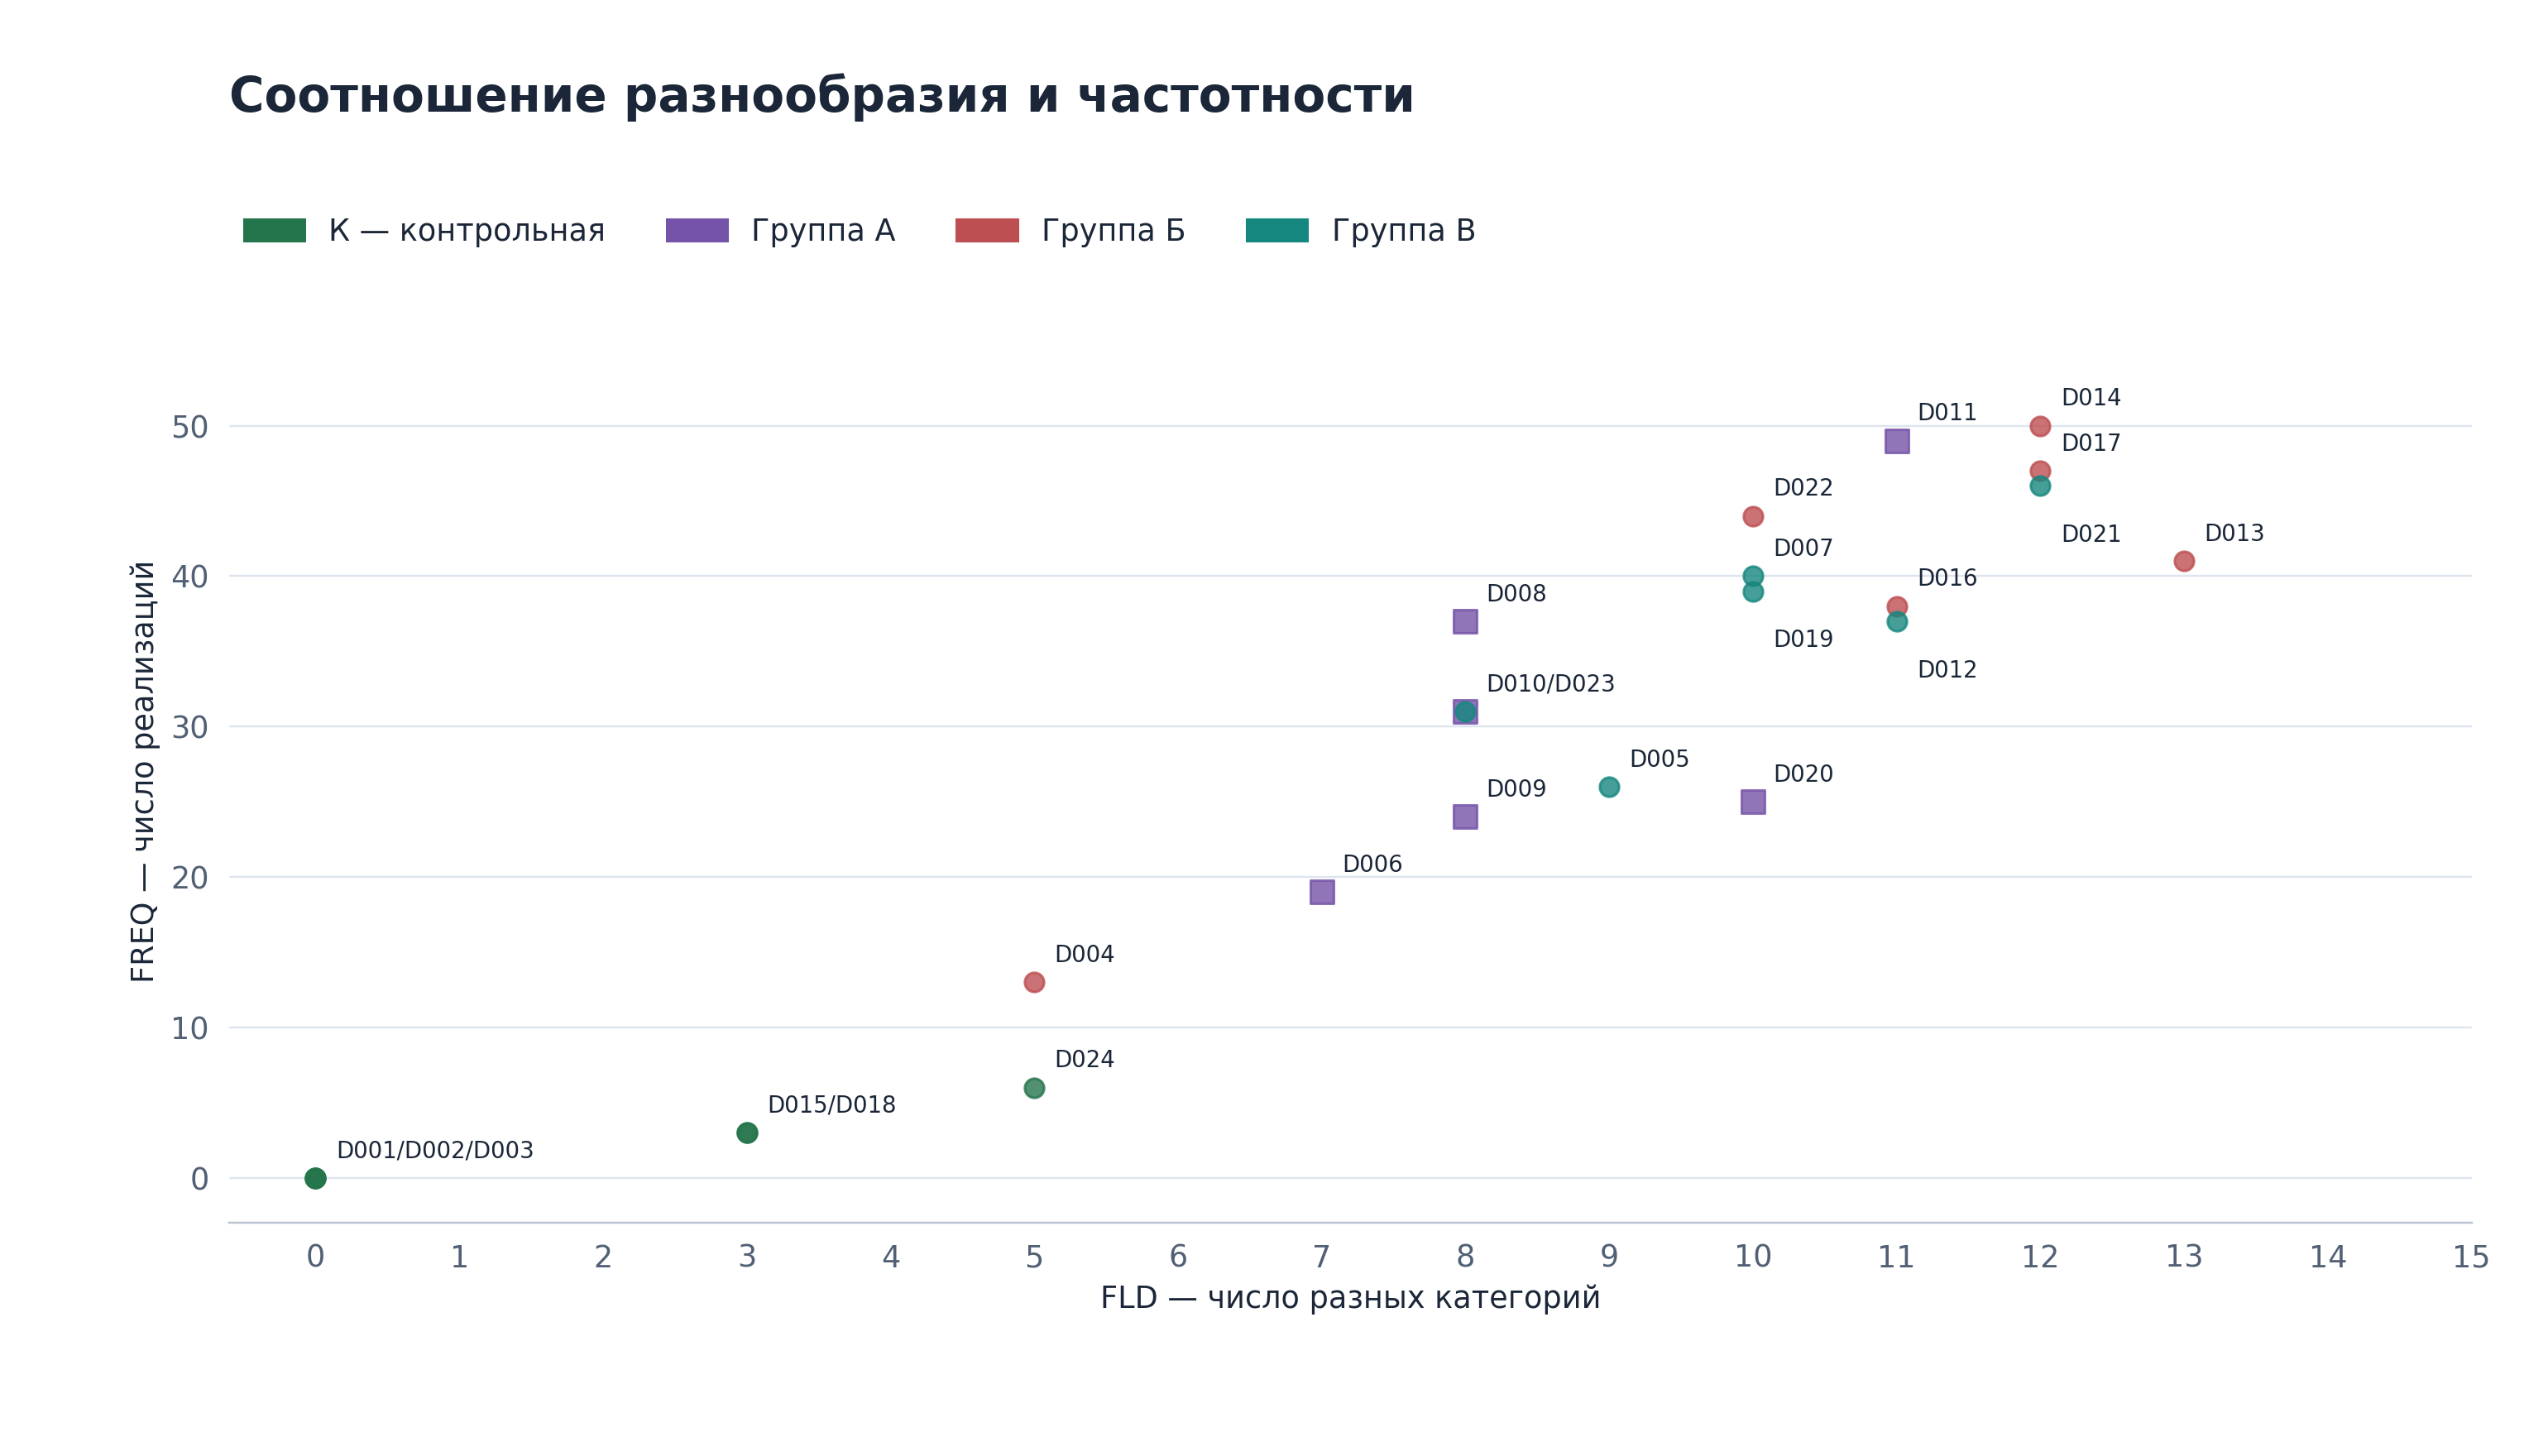 Соотношение разнообразия и частотности
К — контрольная Группа А Группа Б Группа В
D014
D011
50
D017
D022
D021 D013
D007
40
D016
D008
D019
D012
D010/D023
30
D005
D020
D009
D006
20
D004
10
D024
D015/D018
D001/D002/D003
0
FREQ — число реализаций
0 1 2 3 4 5 6 7 8 9 10 11 12 13 14 15
FLD — число разных категорий